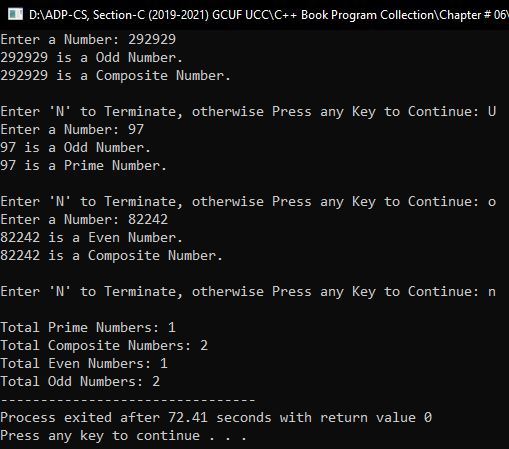 D:\ADP-CS, Section-C (2019-2021) GCUF UCC\C++ Book Program Collection\Chapter # 06\
Enter a Number: 292929
292929 is a Odd Number.
292929 is a Composite Number.
Enter 'N' to Terminate, otherwise Press any Key to Continue: U
Enter a Number: 97
97 is a Odd Number.
97 is a Prime Number.
Enter 'N' to Terminate, otherwise Press any Key to Continue: o
Enter a Number: 82242
82242 is a Even Number.
82242 is a Composite Number.
Enter 'N' to Terminate, otherwise Press any Key to Continue: n
Total Prime Numbers: 1
Total Composite Numbers: 2
Total Even Numbers: 1
Total Odd Numbers: 2
--------------------------------
Process exited after 72.41 seconds with return value 0
Press any key to continue . . .